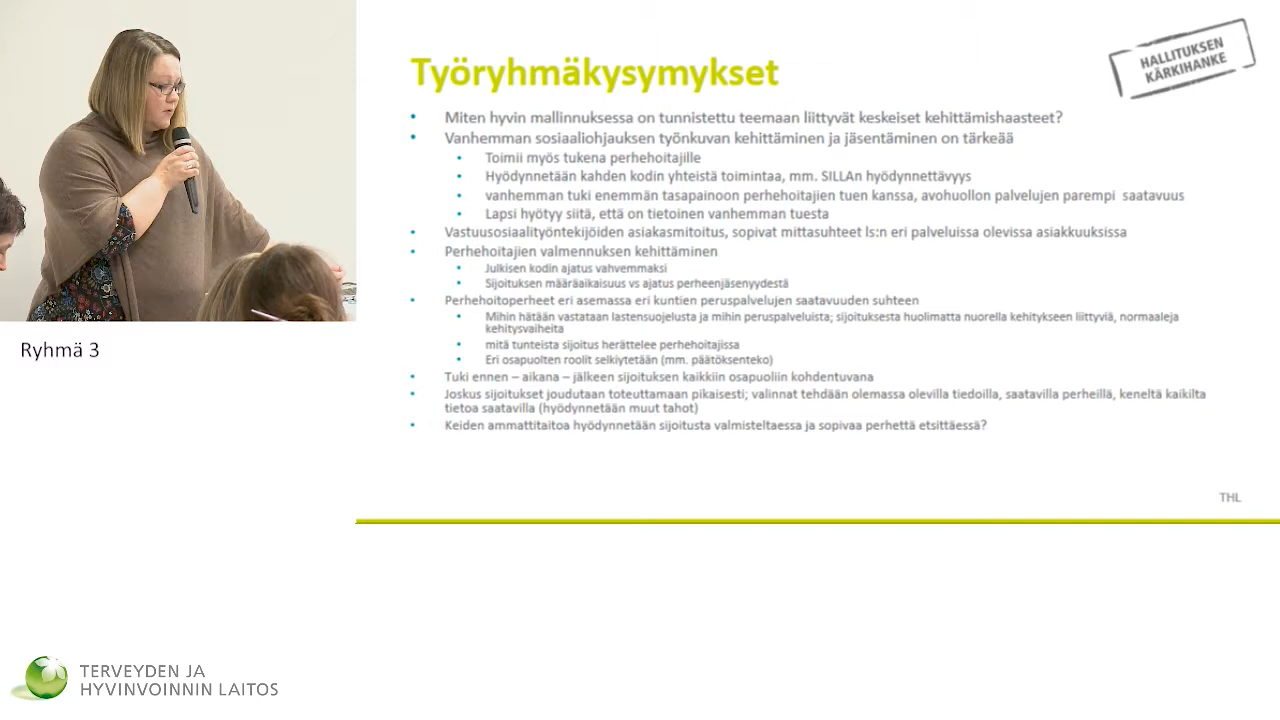 HALLITUKSEN
KÄRKIHANKE
Työryhmäkysymykset
• Miten hyvin mallinnuksessa on tunnistettu teemaan liittyvät keskeiset kehittämishaasteet?
• Vanhemman sosiaaliohjauksen työnkuvan kehittäminen ja jäsentäminen on tärkeää
• Toimii myös tukena perhehoitajille
• Hyödynnetään kahden kodin yhteistä toimintaa, mm. SILLAn hyödynnettävyys
• vanhemman tuki enemmän tasapainoon perhehoitajien tuen kanssa, avohuollon palvelujen parempi saatavuus
• Lapsi hyötyy siitä, että on tietoinen vanhemman tuesta
• Vastuusosiaalityöntekijöiden asiakasmitoitus, sopivat mittasuhteet ls:n eri palveluissa olevissa asiakkuuksissa
• Perhehoitajien valmennuksen kehittäminen
• Julkisen kodin ajatus vahvemmaksi
• Sijoituksen määräaikaisuus vs ajatus perheenjäsenyydestä
• Perhehoitoperheet eri asemassa eri kuntien peruspalvelujen saatavuuden suhteen
• Mihin hätään vastataan lastensuojelusta ja mihin peruspalveluista; sijoituksesta huolimatta nuorella kehitykseen liittyviä, normaaleja
kehitysvaiheita
• mitä tunteista sijoitus herättelee perhehoitajissa
• Eri osapuolten roolit selkiytetään (mm. päätöksenteko)
• Tuki ennen – aikana – jälkeen sijoituksen kaikkiin osapuoliin kohdentuvana
• Joskus sijoitukset joudutaan toteuttamaan pikaisesti; valinnat tehdään olemassa olevilla tiedoilla, saatavilla perheillä, keneltä kaikilta
tietoa saatavilla (hyödynnetään muut tahot)
• Keiden ammattitaitoa hyödynnetään sijoitusta valmisteltaessa ja sopivaa perhettä etsittäessä?
THL
Ryhmä 3
TERVEYDEN JA
HYVINVOINNIN LAITOS